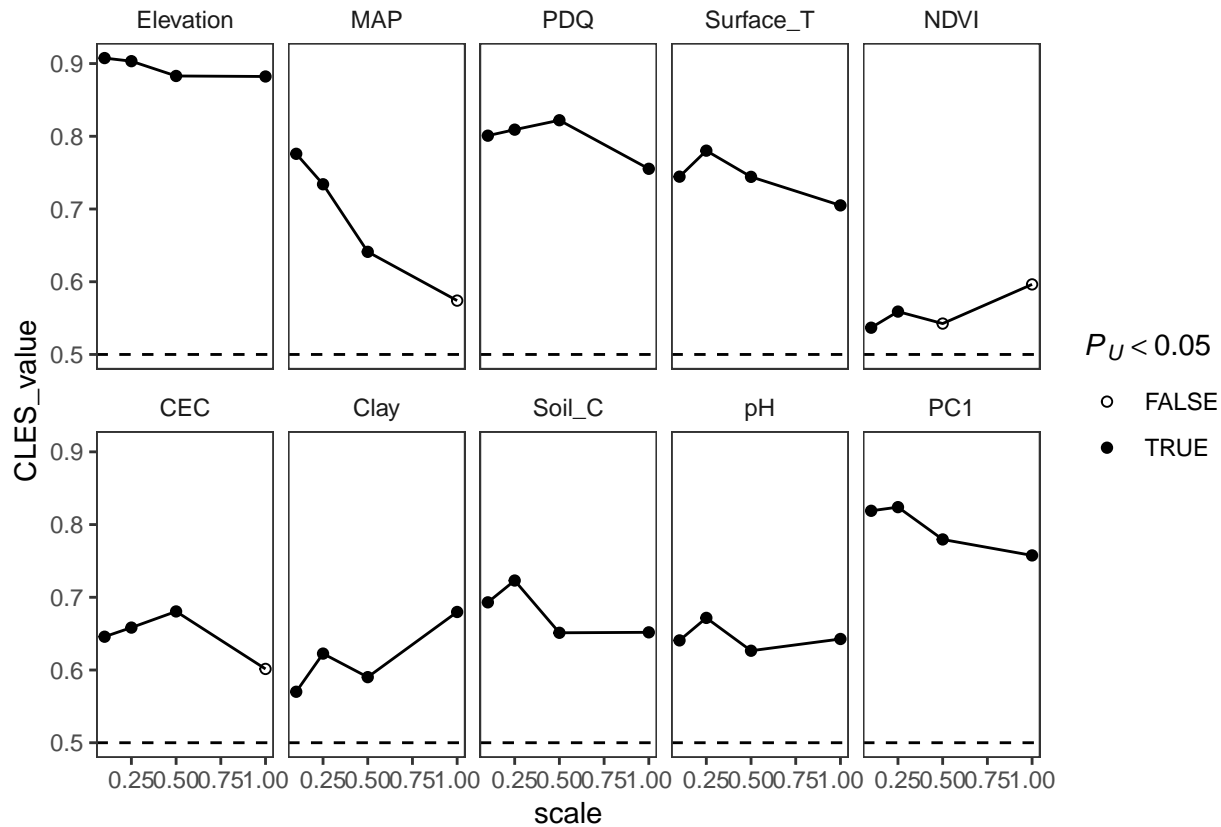 Elevation MAP PDQ Surface_T NDVI
0.9
0.8
0.7
0.6
0.5
CEC Clay Soil_C pH PC1
0.9
0.8
0.7
0.6
0.5
0.250.500.751.00 0.250.500.751.00 0.250.500.751.00 0.250.500.751.00 0.250.500.751.00
scale
CLES_value
P_U < 0.05
FALSE
TRUE